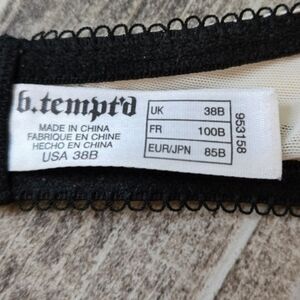 b.tempt'd
MADE IN CHINA
FABRIQUE EN CHINE
HECHO EN CHINA
USA 38B
UK 38B
FR 100B
EUR/JPN 85B
953158